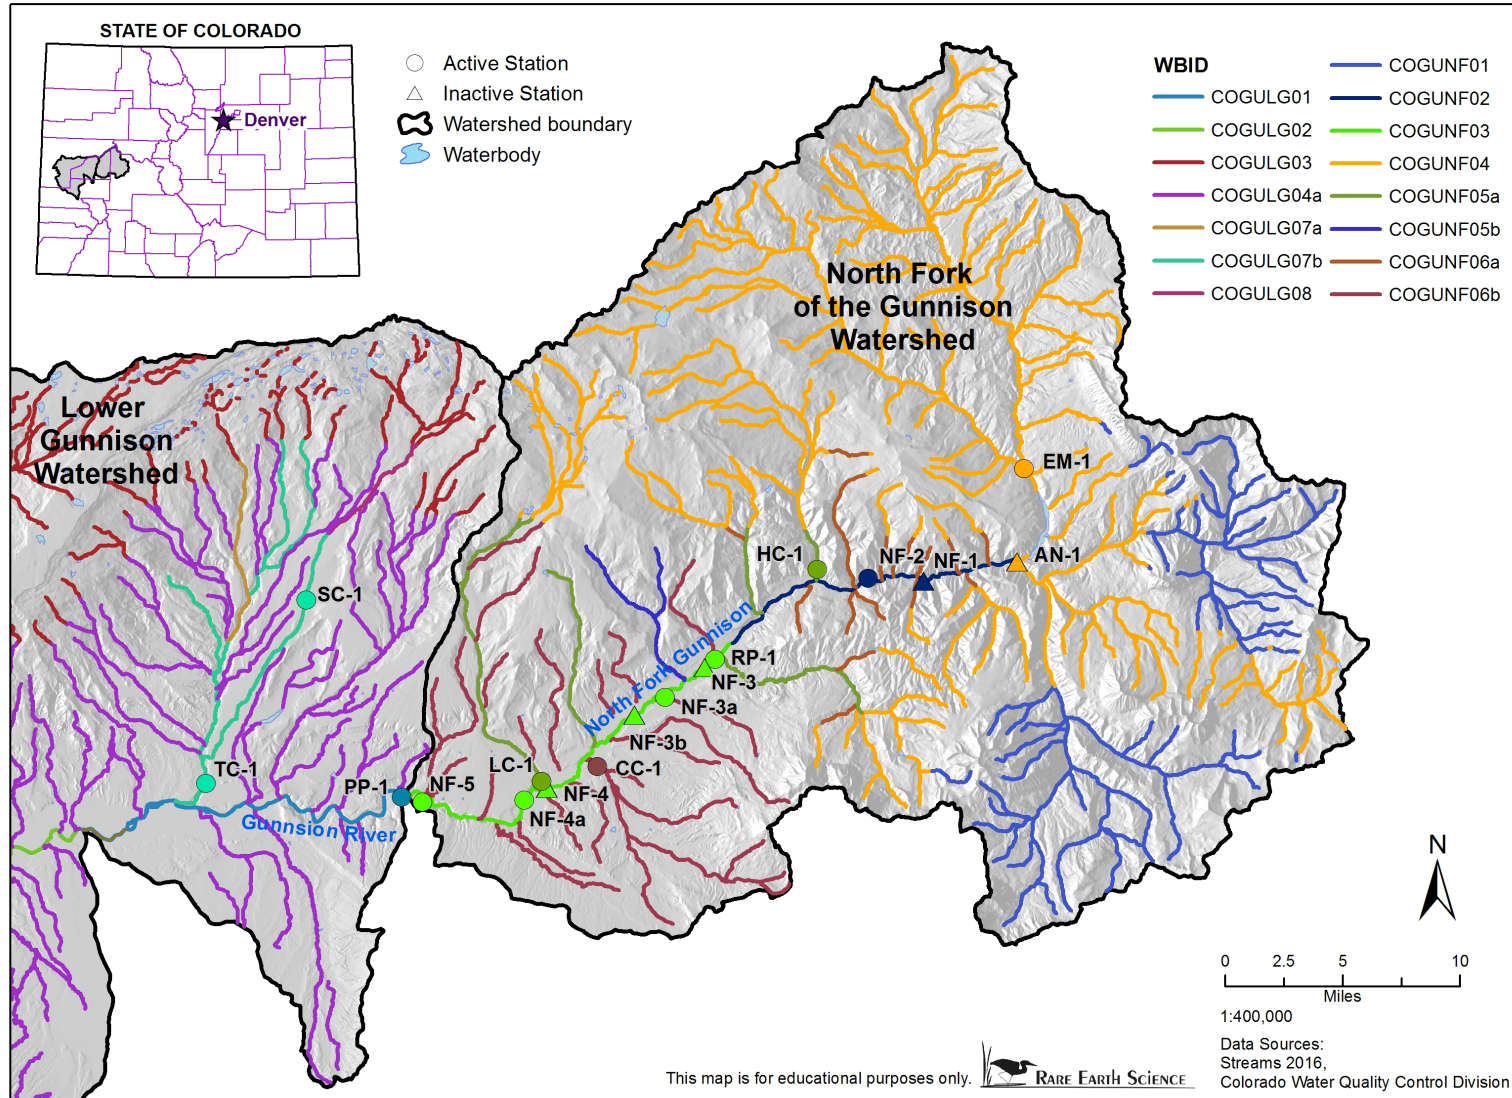 STATE OF COLORADO
Denver
Active Station
Inactive Station
Watershed boundary
Waterbody
WBID
COGULG01
COGULG02
COGULG03
COGULG04a
COGULG07a
COGULG07b
COGULG08
COGUNF01
COGUNF02
COGUNF03
COGUNF04
COGUNF05a
COGUNF05b
COGUNF06a
COGUNF06b
North Fork
of the Gunnison
Watershed
Lower
Gunnison
Watershed
EM-1
HC-1
NF-2
NF-1
AN-1
SC-1
North Fork Gunnison
RP-1
NF-3
NF-3a
NF-3b
TC-1
PP-1
NF-5
LC-1
CC-1
NF-4
NF-4a
Gunnsion River
N
0 2.5 5 10
Miles
1:400,000
Data Sources:
Streams 2016,
Colorado Water Quality Control Division
This map is for educational purposes only.
RARE EARTH SCIENCE